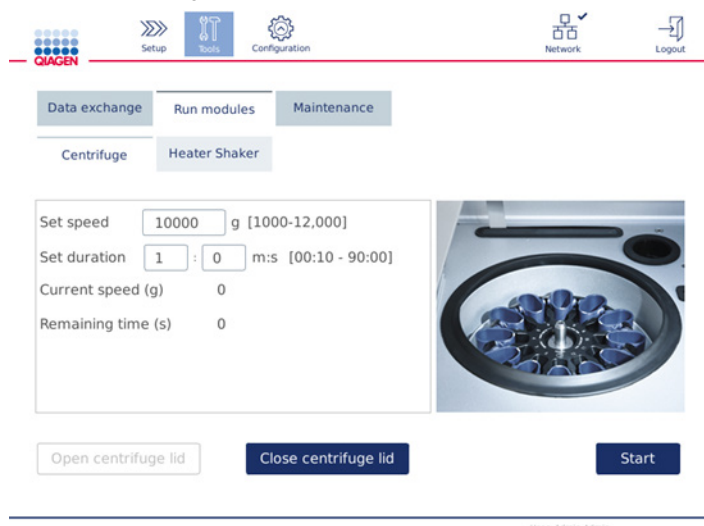 QIAGEN
Setup
Tools
Configuration
Network
Logout
Data exchange
Run modules
Maintenance
Centrifuge
Heater Shaker
Set speed 10000 g [1000-12,000]
Set duration 1 : 0 m:s [00:10 - 90:00]
Current speed (g) 0
Remaining time (s) 0
Open centrifuge lid
Close centrifuge lid
Start